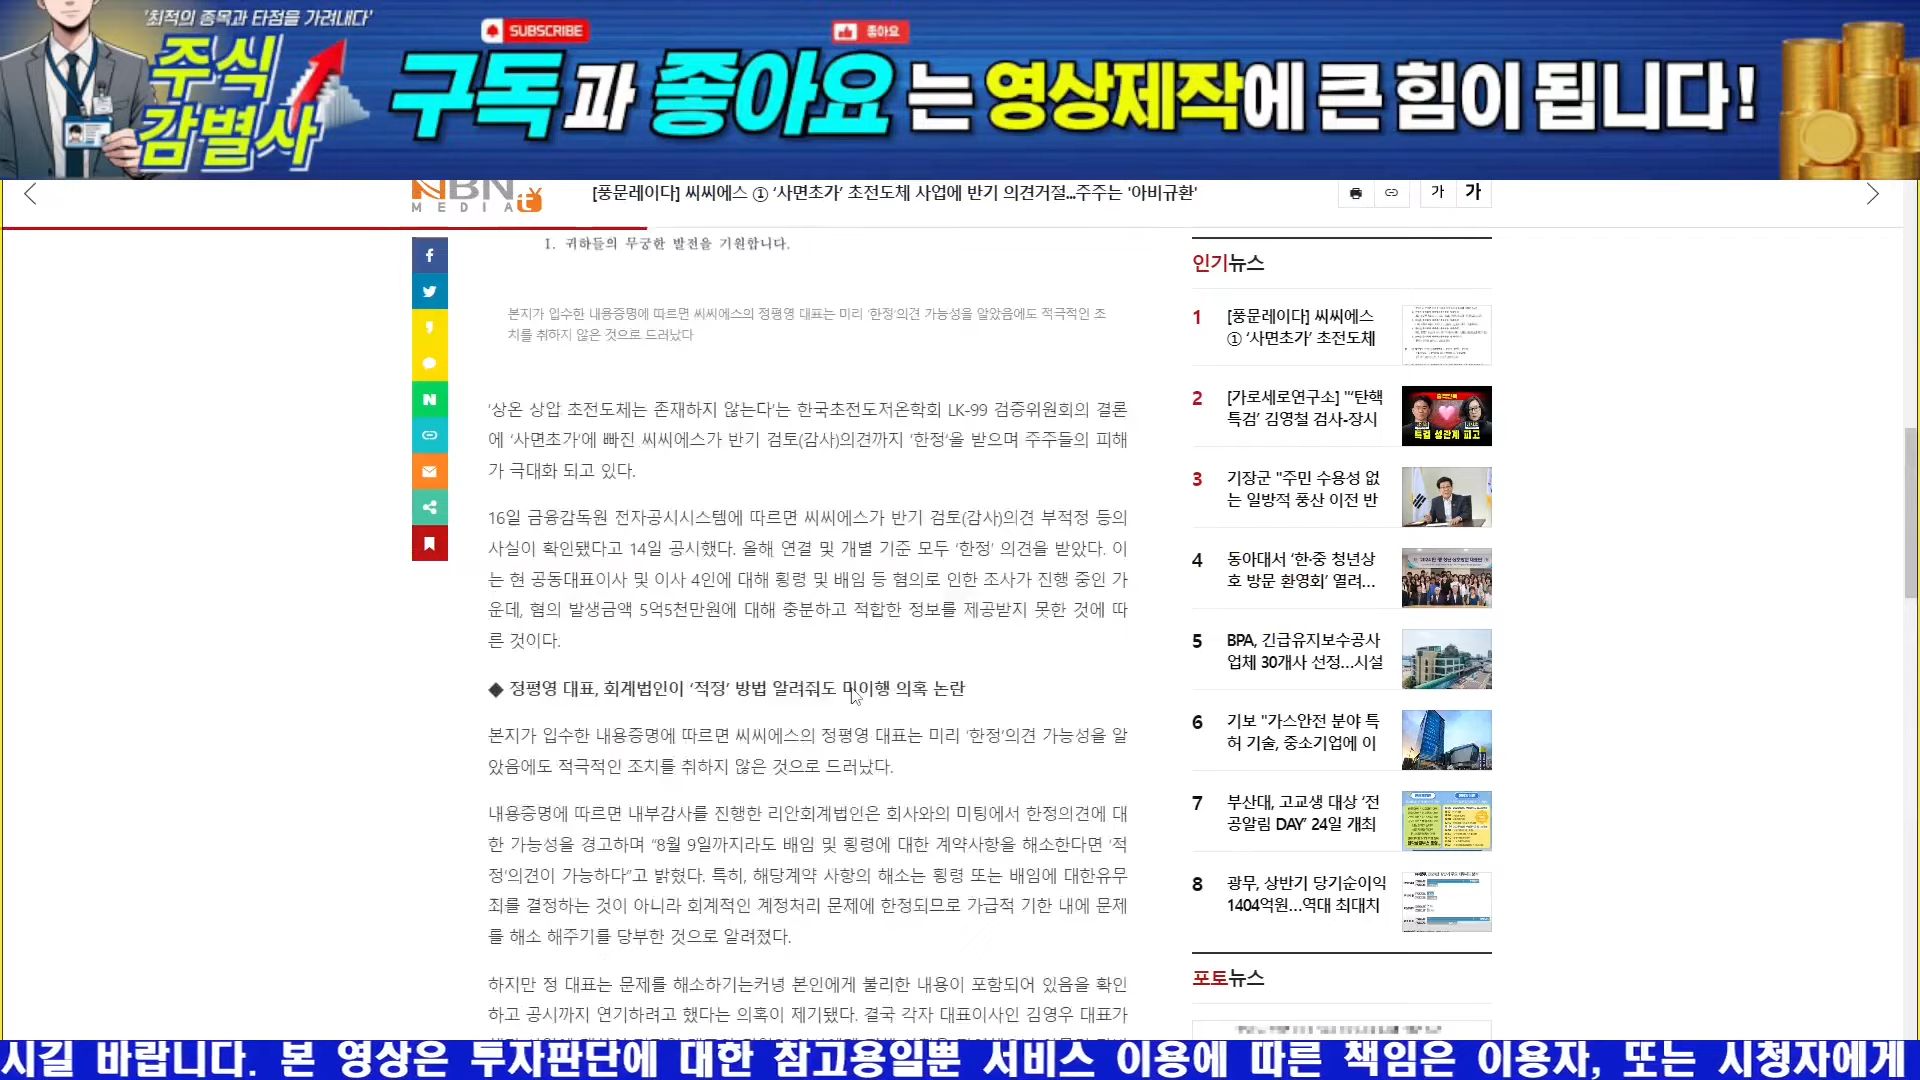 '최적의 종목과 타점을 가려내다'
주식
감별사
SUBSCRIBE
좋아요
구독과 좋아요는 영상제작에 큰 힘이 됩니다!
NBN
MEDIA t
[풍문레이다] 씨씨에스 ① ‘사면초가’ 초전도체 사업에 반기 의견거절...주주는 '아비규환'
가 가
1. 귀하들의 무궁한 발전을 기원합니다.
본지가 입수한 내용증명에 따르면 씨씨에스의 정평영 대표는 미리 ‘한정’의견 가능성을 알았음에도 적극적인 조
치를 취하지 않은 것으로 드러났다
‘상온 상압 초전도체는 존재하지 않는다’는 한국초전도저온학회 LK-99 검증위원회의 결론
에 ‘사면초가’에 빠진 씨씨에스가 반기 검토(감사)의견까지 ‘한정’을 받으며 주주들의 피해
가 극대화 되고 있다.
16일 금융감독원 전자공시시스템에 따르면 씨씨에스가 반기 검토(감사)의견 부적정 등의
사실이 확인됐다고 14일 공시했다. 올해 연결 및 개별 기준 모두 ‘한정’ 의견을 받았다. 이
는 현 공동대표이사 및 이사 4인에 대해 횡령 및 배임 등 혐의로 인한 조사가 진행 중인 가
운데, 혐의 발생금액 5억5천만원에 대해 충분하고 적합한 정보를 제공받지 못한 것에 따
른 것이다.
◆ 정평영 대표, 회계법인이 ‘적정’ 방법 알려줘도 미이행 의혹 논란
본지가 입수한 내용증명에 따르면 씨씨에스의 정평영 대표는 미리 ‘한정’의견 가능성을 알
았음에도 적극적인 조치를 취하지 않은 것으로 드러났다.
내용증명에 따르면 내부감사를 진행한 리안회계법인은 회사와의 미팅에서 한정의견에 대
한 가능성을 경고하며 “8월 9일까지라도 배임 및 횡령에 대한 계약사항을 해소한다면 ‘적
정’의견이 가능하다”고 밝혔다. 특히, 해당계약 사항의 해소는 횡령 또는 배임에 대한유무
죄를 결정하는 것이 아니라 회계적인 계정처리 문제에 한정되므로 가급적 기한 내에 문제
를 해소 해주기를 당부한 것으로 알려졌다.
하지만 정 대표는 문제를 해소하기는커녕 본인에게 불리한 내용이 포함되어 있음을 확인
하고 공시까지 연기하려고 했다는 의혹이 제기됐다. 결국 각자 대표이사인 김영우 대표가
인기뉴스
1 [풍문레이다] 씨씨에스
① ‘사면초가’ 초전도체
2 [가로세로연구소] "‘탄핵
특검’ 김영철 검사-장시
특검 성관계 파고
3 기장군 "주민 수용성 없
는 일방적 풍산 이전 반
4 동아대서 ‘한·중 청년상
호 방문 환영회’ 열려...
5 BPA, 긴급유지보수공사
업체 30개사 선정…시설
6 기보 "가스안전 분야 특
허 기술, 중소기업에 이
7 부산대, 고교생 대상 ‘전
공알림 DAY’ 24일 개최
8 광무, 상반기 당기순이익
1404억원…역대 최대치
포토뉴스
시길 바랍니다. 본 영상은 투자판단에 대한 참고용일뿐 서비스 이용에 따른 책임은 이용자, 또는 시청자에게